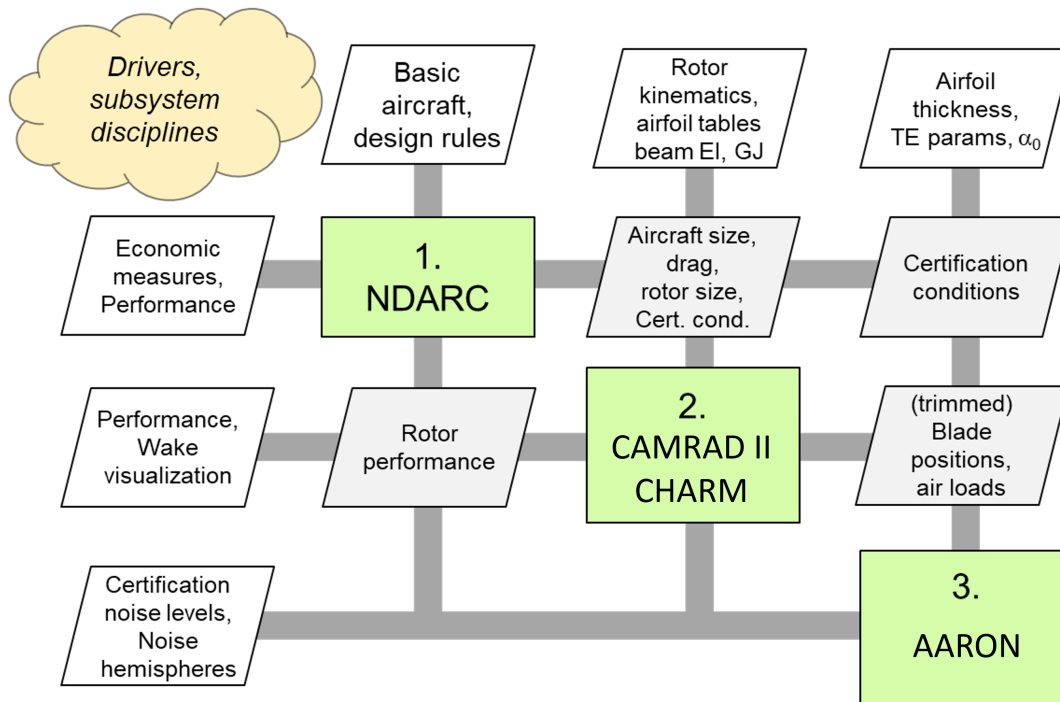 Drivers,
subsystem
disciplines
Basic
aircraft,
design rules
Rotor
kinematics,
airfoil tables
beam EI, GJ
Airfoil
thickness,
TE params, α₀
Economic
measures,
Performance
1.
NDARC
Aircraft size,
drag,
rotor size,
Cert. cond.
Certification
conditions
Performance,
Wake
visualization
Rotor
performance
2.
CAMRAD II
CHARM
(trimmed)
Blade
positions,
air loads
Certification
noise levels,
Noise
hemispheres
3.
AARON